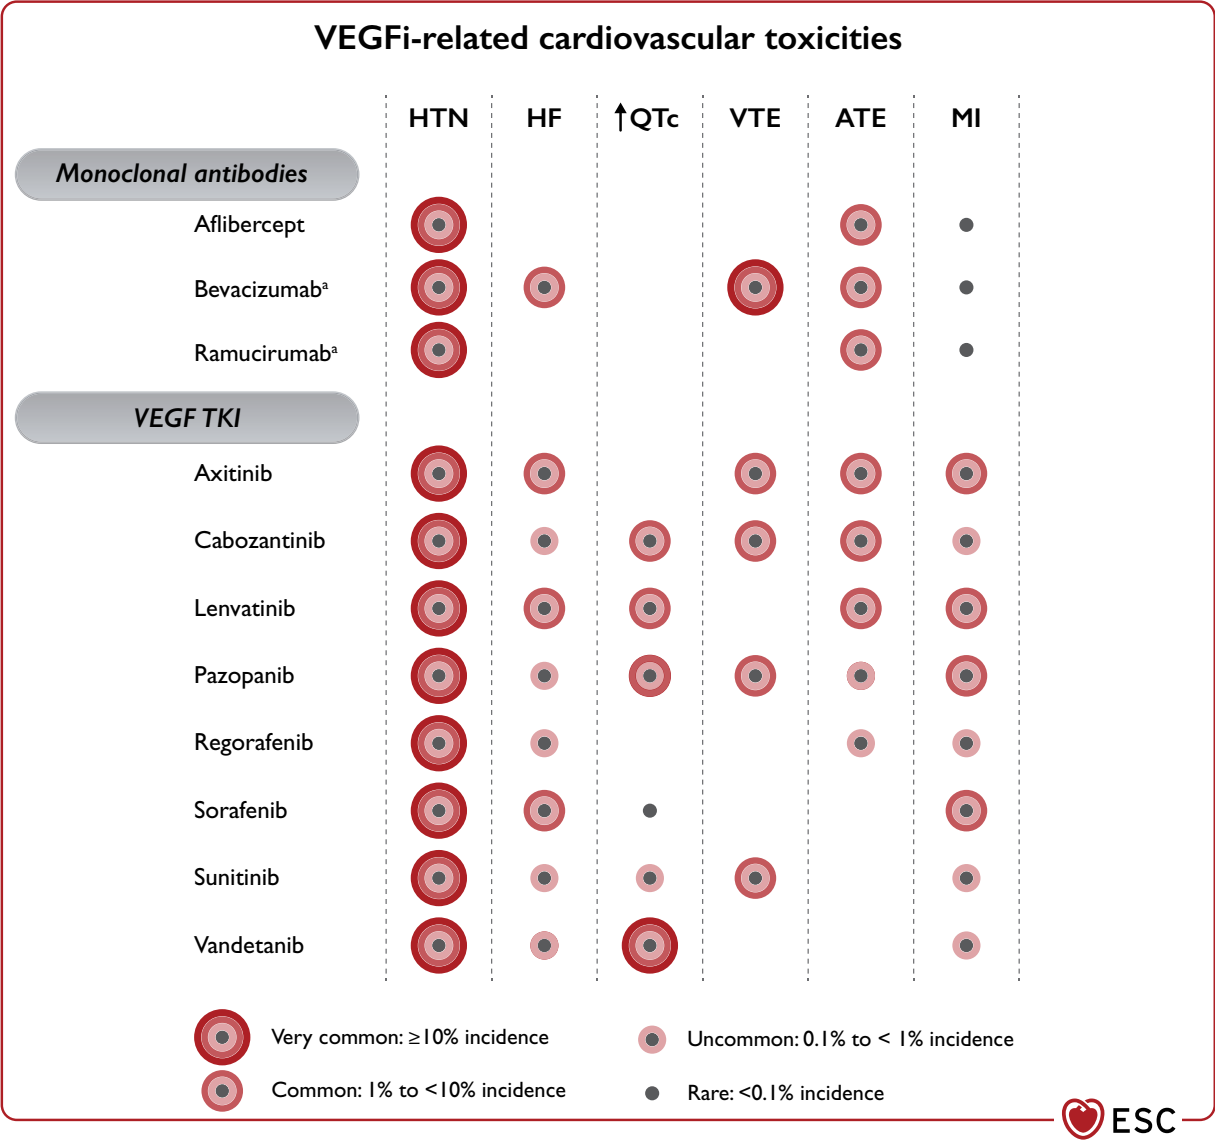 VEGFi-related cardiovascular toxicities
HTN HF ↑QTc VTE ATE MI
Monoclonal antibodies
Aflibercept
Bevacizumabᵃ
Ramucirumabᵃ
VEGF TKI
Axitinib
Cabozantinib
Lenvatinib
Pazopanib
Regorafenib
Sorafenib
Sunitinib
Vandetanib
Very common: ≥10% incidence
Uncommon: 0.1% to < 1% incidence
Common: 1% to <10% incidence
Rare: <0.1% incidence
ESC